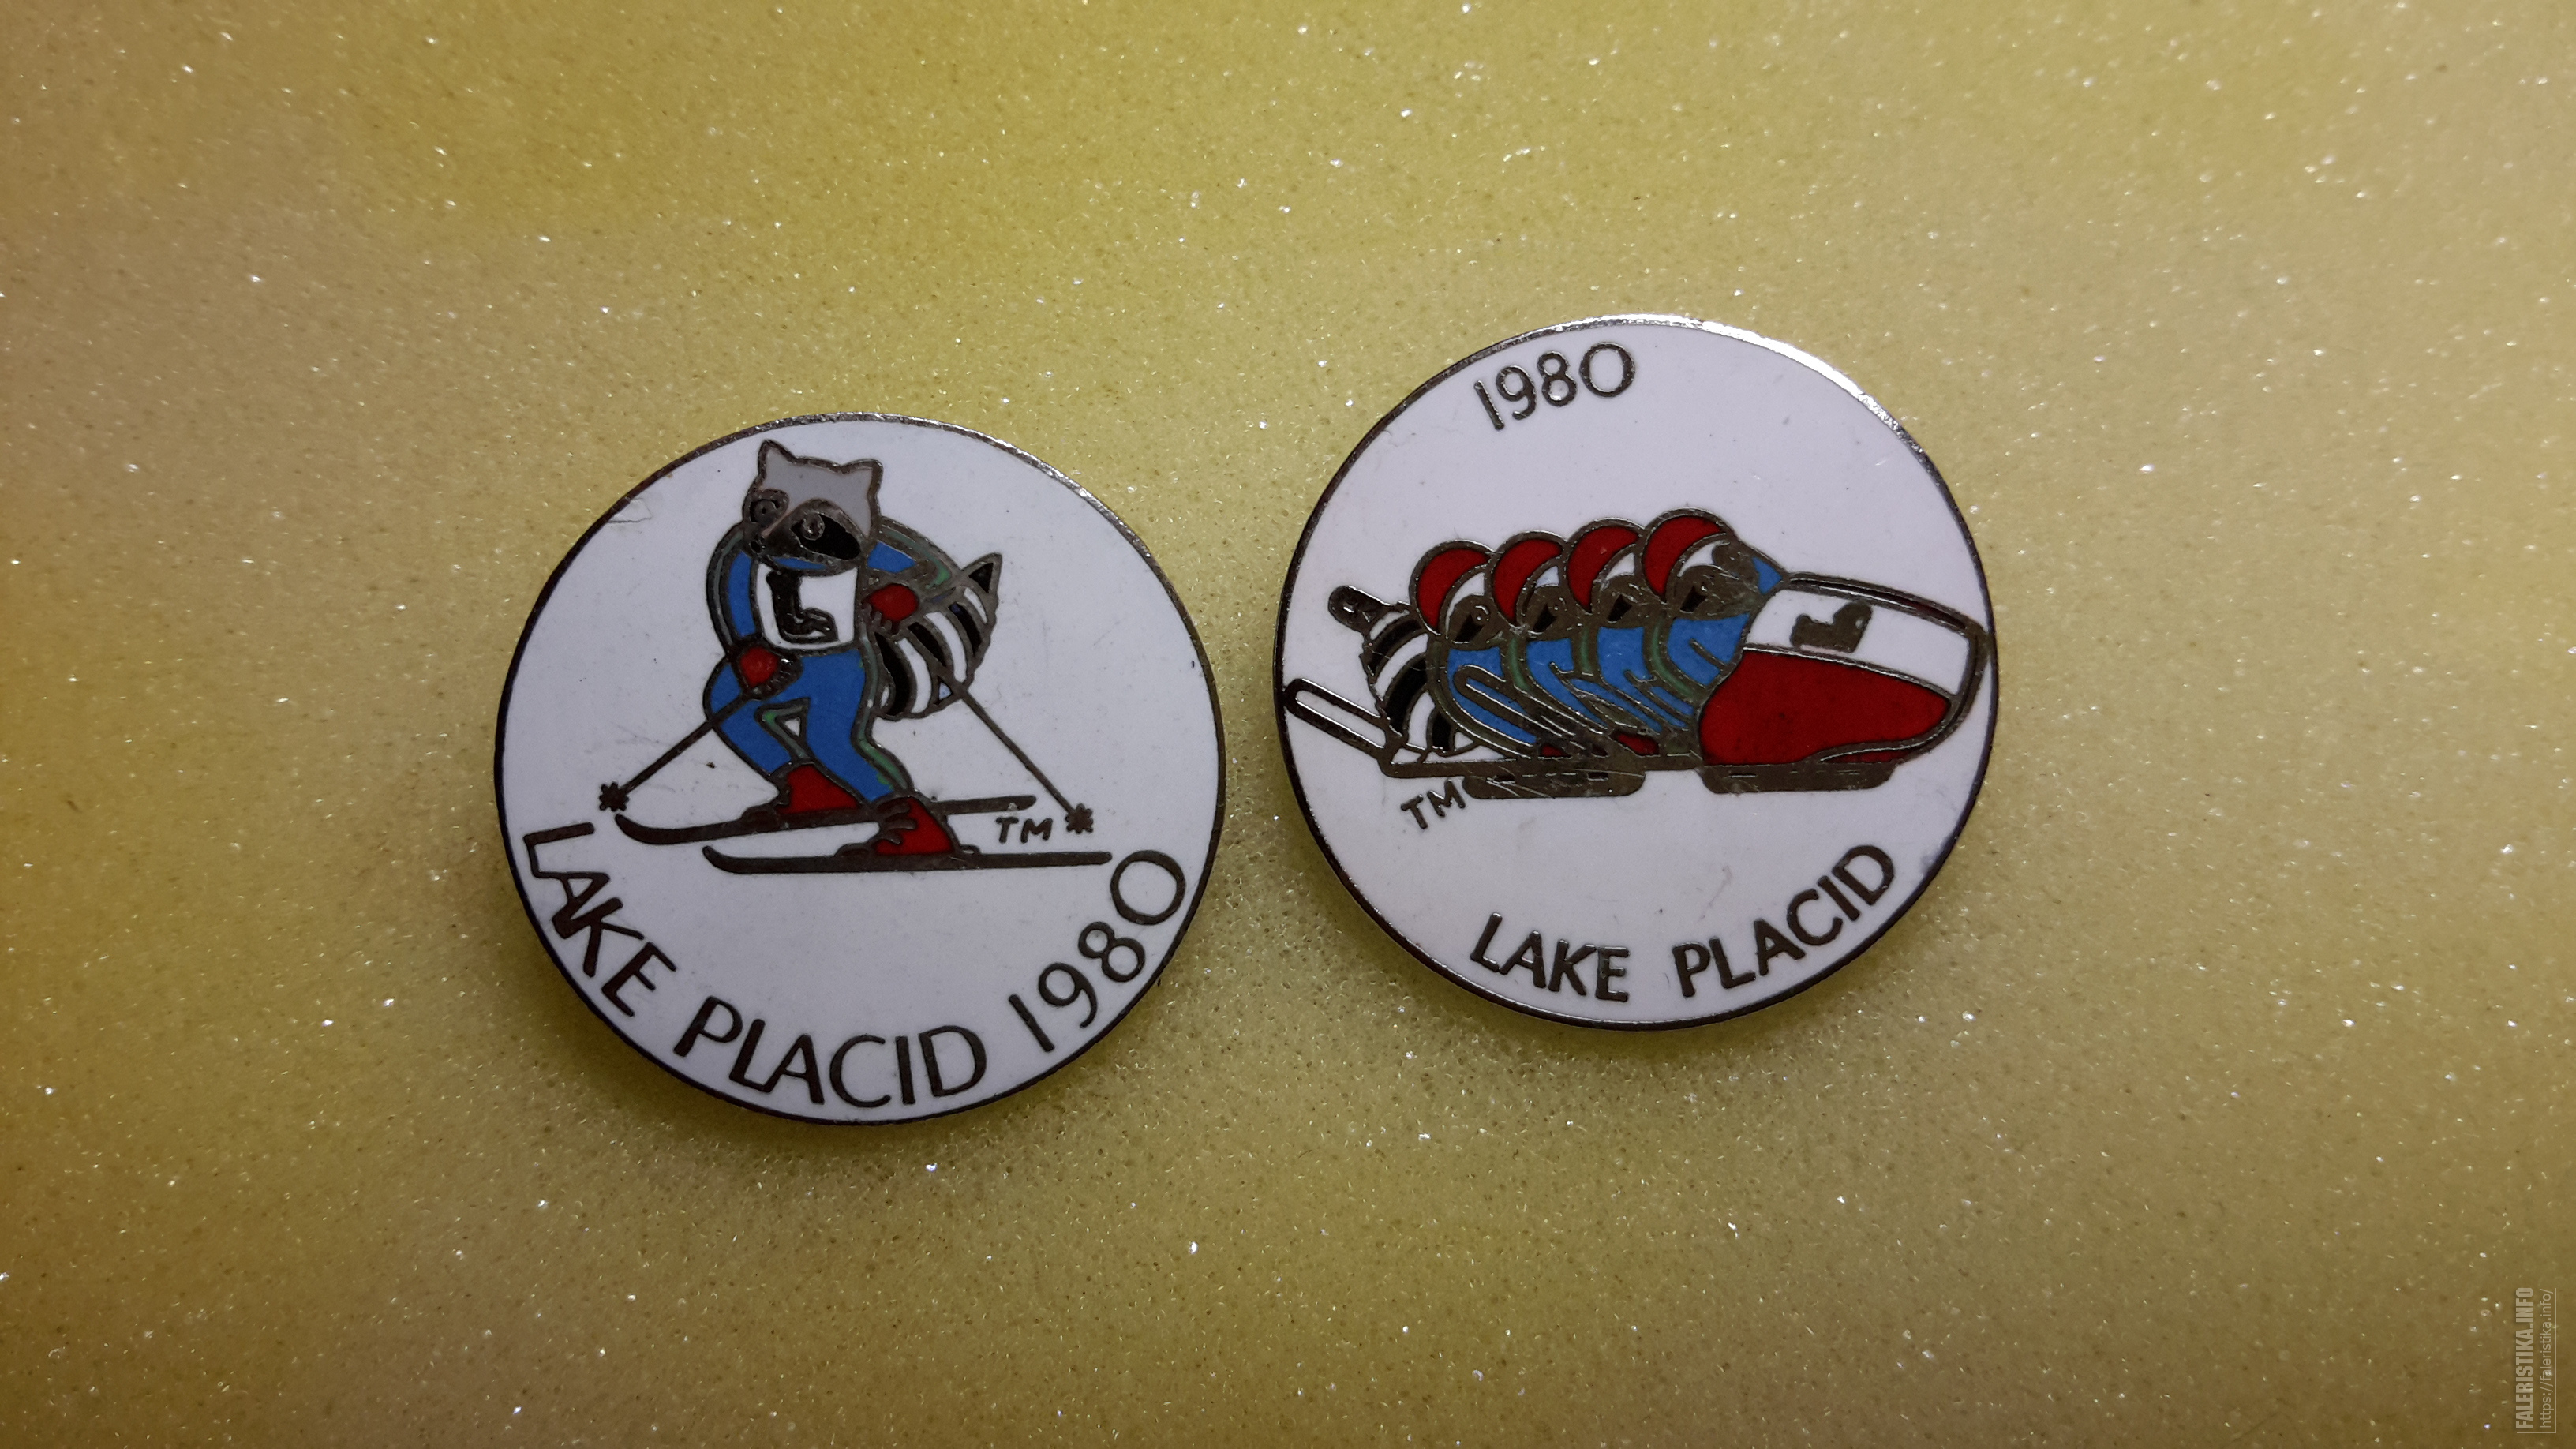 TM
LAKE PLACID 1980
1980
TM
LAKE PLACID
FALERISTIKA.INFO
https://faleristika.info/